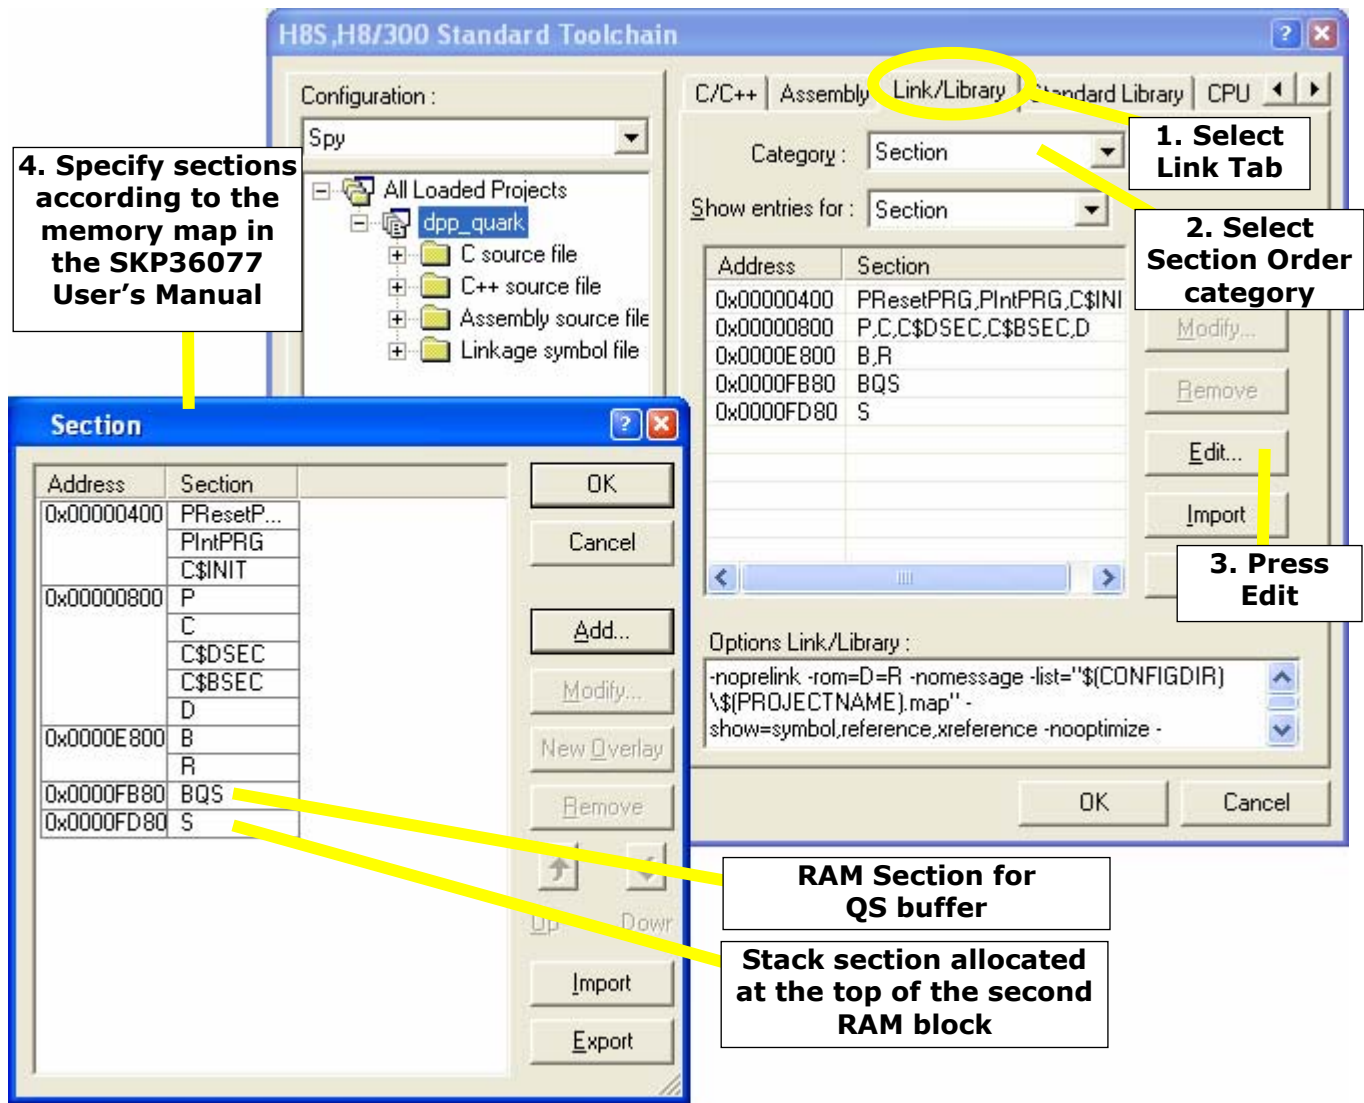 H8S,H8/300 Standard Toolchain
Configuration :
Spy
All Loaded Projects
dpp_quark
C source file
C++ source file
Assembly source file
Linkage symbol file
C/C++
Assembly
Link/Library
Standard Library
CPU
Category :
Section
Show entries for :
Section
Address Section
0x00000400 PResetPRG,PIntPRG,C$INI
0x00000800 P,C,C$DSEC,C$BSEC,D
0x0000E800 B,R
0x0000FB80 BQS
0x0000FD80 S
Modify...
Remove
Edit...
Import
Options Link/Library :
-noprelink -rom=D=R -nomessage -list="$(CONFIGDIR)
\$(PROJECTNAME).map" -
show=symbol,reference,xreference -nooptimize -
OK
Cancel
1. Select
Link Tab
2. Select
Section Order
category
3. Press
Edit
4. Specify sections
according to the
memory map in
the SKP36077
User's Manual
Section
Address Section
0x00000400 PResetP...
PIntPRG
C$INIT
0x00000800 P
C
C$DSEC
C$BSEC
D
0x0000E800 B
R
0x0000FB80 BQS
0x0000FD80 S
OK
Cancel
Add...
Modify...
New Overlay
Remove
Up
Down
Import
Export
RAM Section for
QS buffer
Stack section allocated
at the top of the second
RAM block